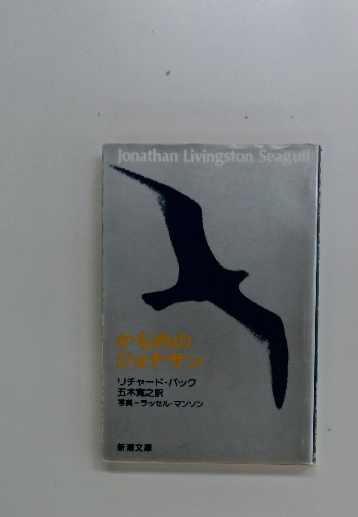 Jonathan Livingston Seagull
かもめの
ジョナサン
リチャード・バック
五木寛之訳
写真=ラッセル・マンソン
新潮文庫